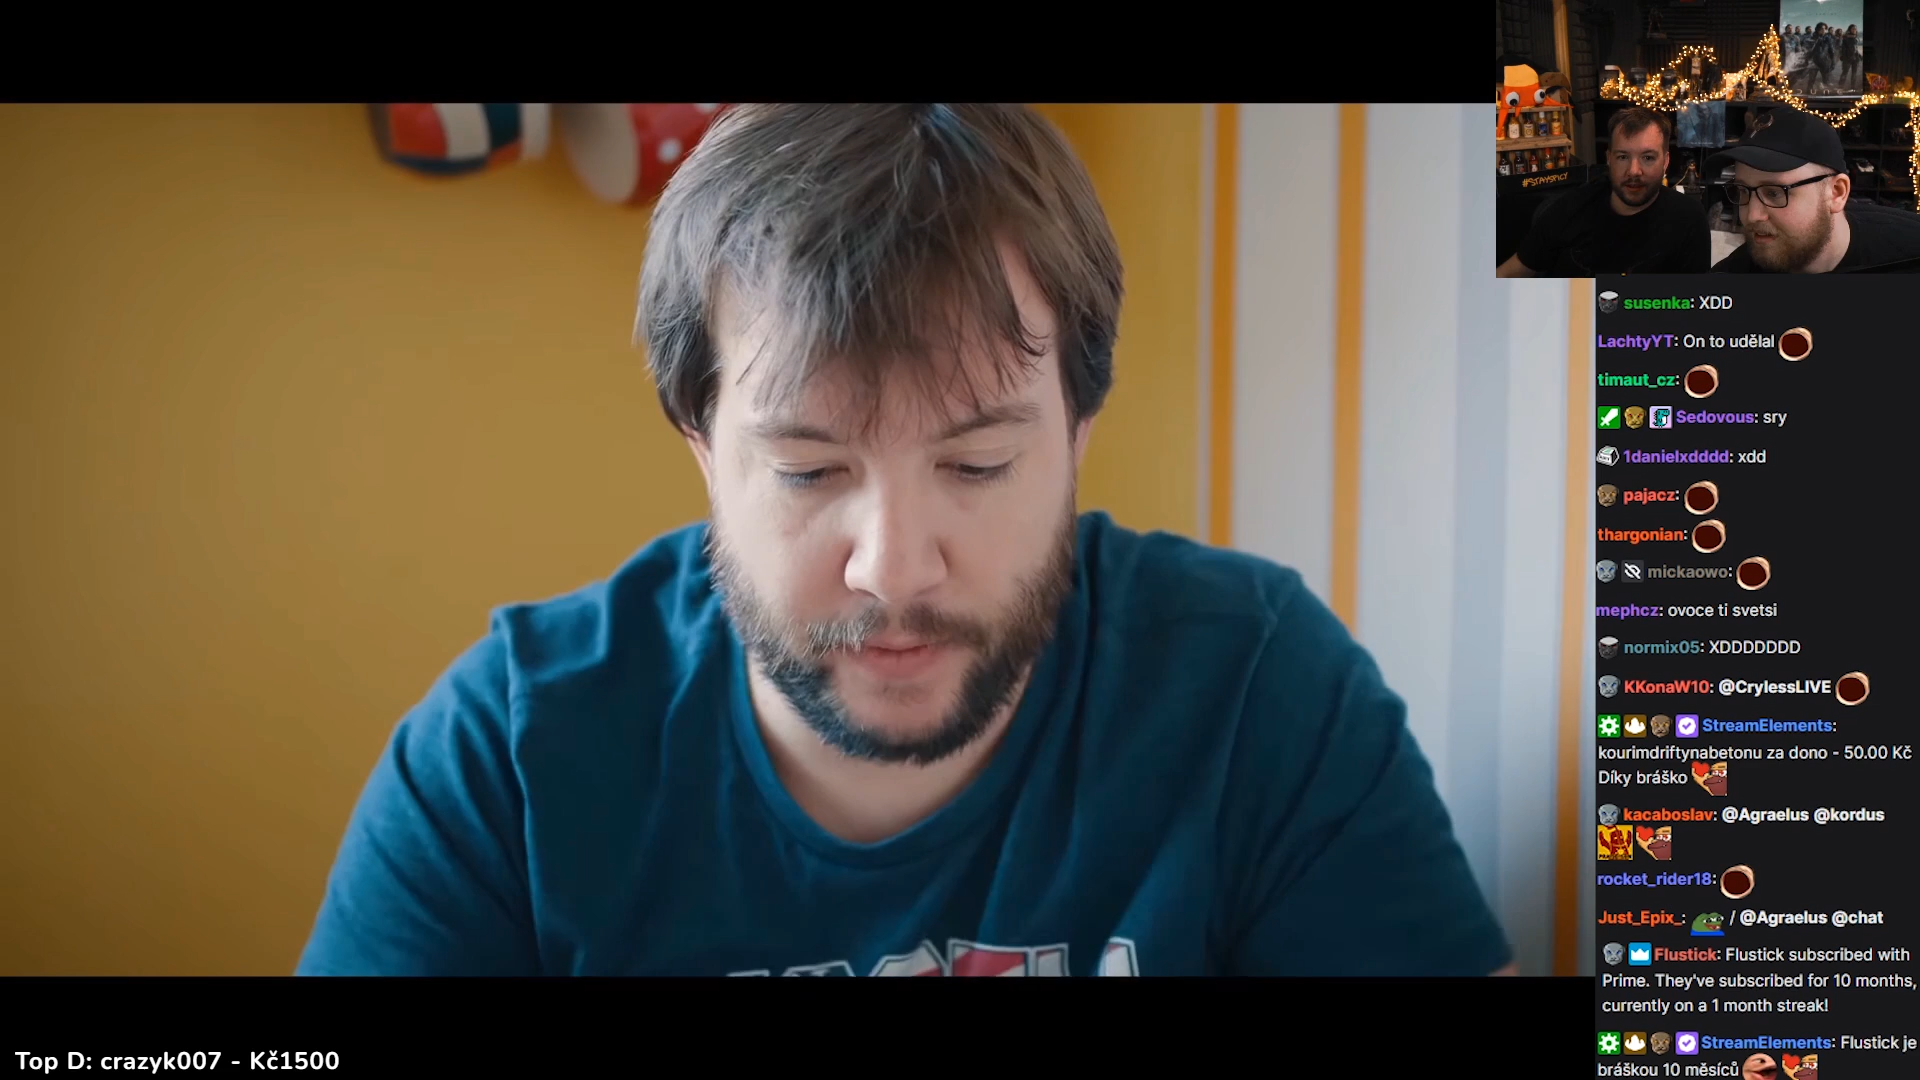 #STAYSPICY
susenka: XDD
LachtyYT: On to udělal
timaut_cz:
Sedovous: sry
1danielxdddd: xdd
pajacz:
thargonian:
mickaowo:
mephcz: ovoce ti svetsi
normix05: XDDDDDDD
KKonaW10: @CrylessLIVE
StreamElements:
kourimdriftynabetonu za dono - 50.00 Kč
Díky bráško
kacaboslav: @Agraelus @kordus
rocket_rider18:
Just_Epix_: / @Agraelus @chat
Flustick: Flustick subscribed with
Prime. They've subscribed for 10 months,
currently on a 1 month streak!
StreamElements: Flustick je
bráškou 10 měsíců
Top D: crazyk007 - Kč1500